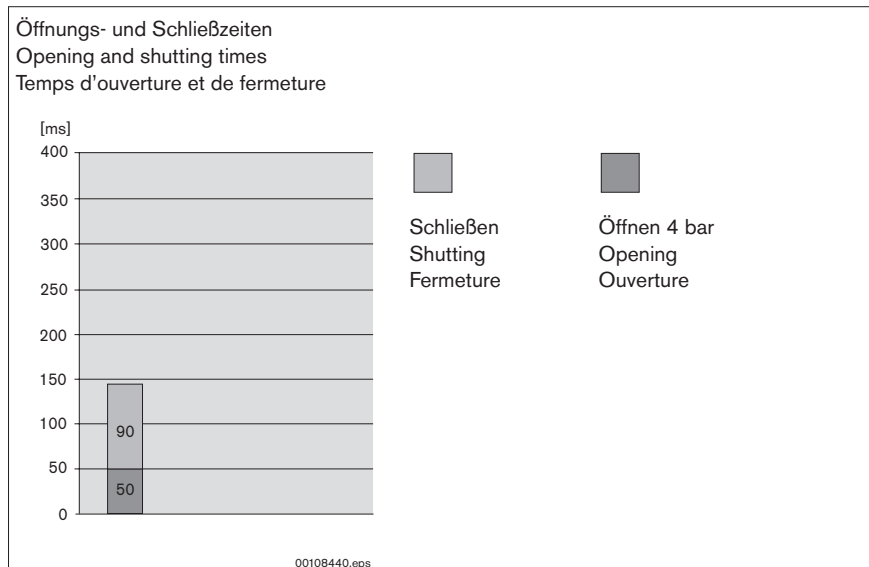 Öffnungs- und Schließzeiten
Opening and shutting times
Temps d’ouverture et de fermeture
[ms]
400
350
300
250
200
150
100
50
0
90
50
Schließen
Shutting
Fermeture
Öffnen 4 bar
Opening
Ouverture
00108440.eps